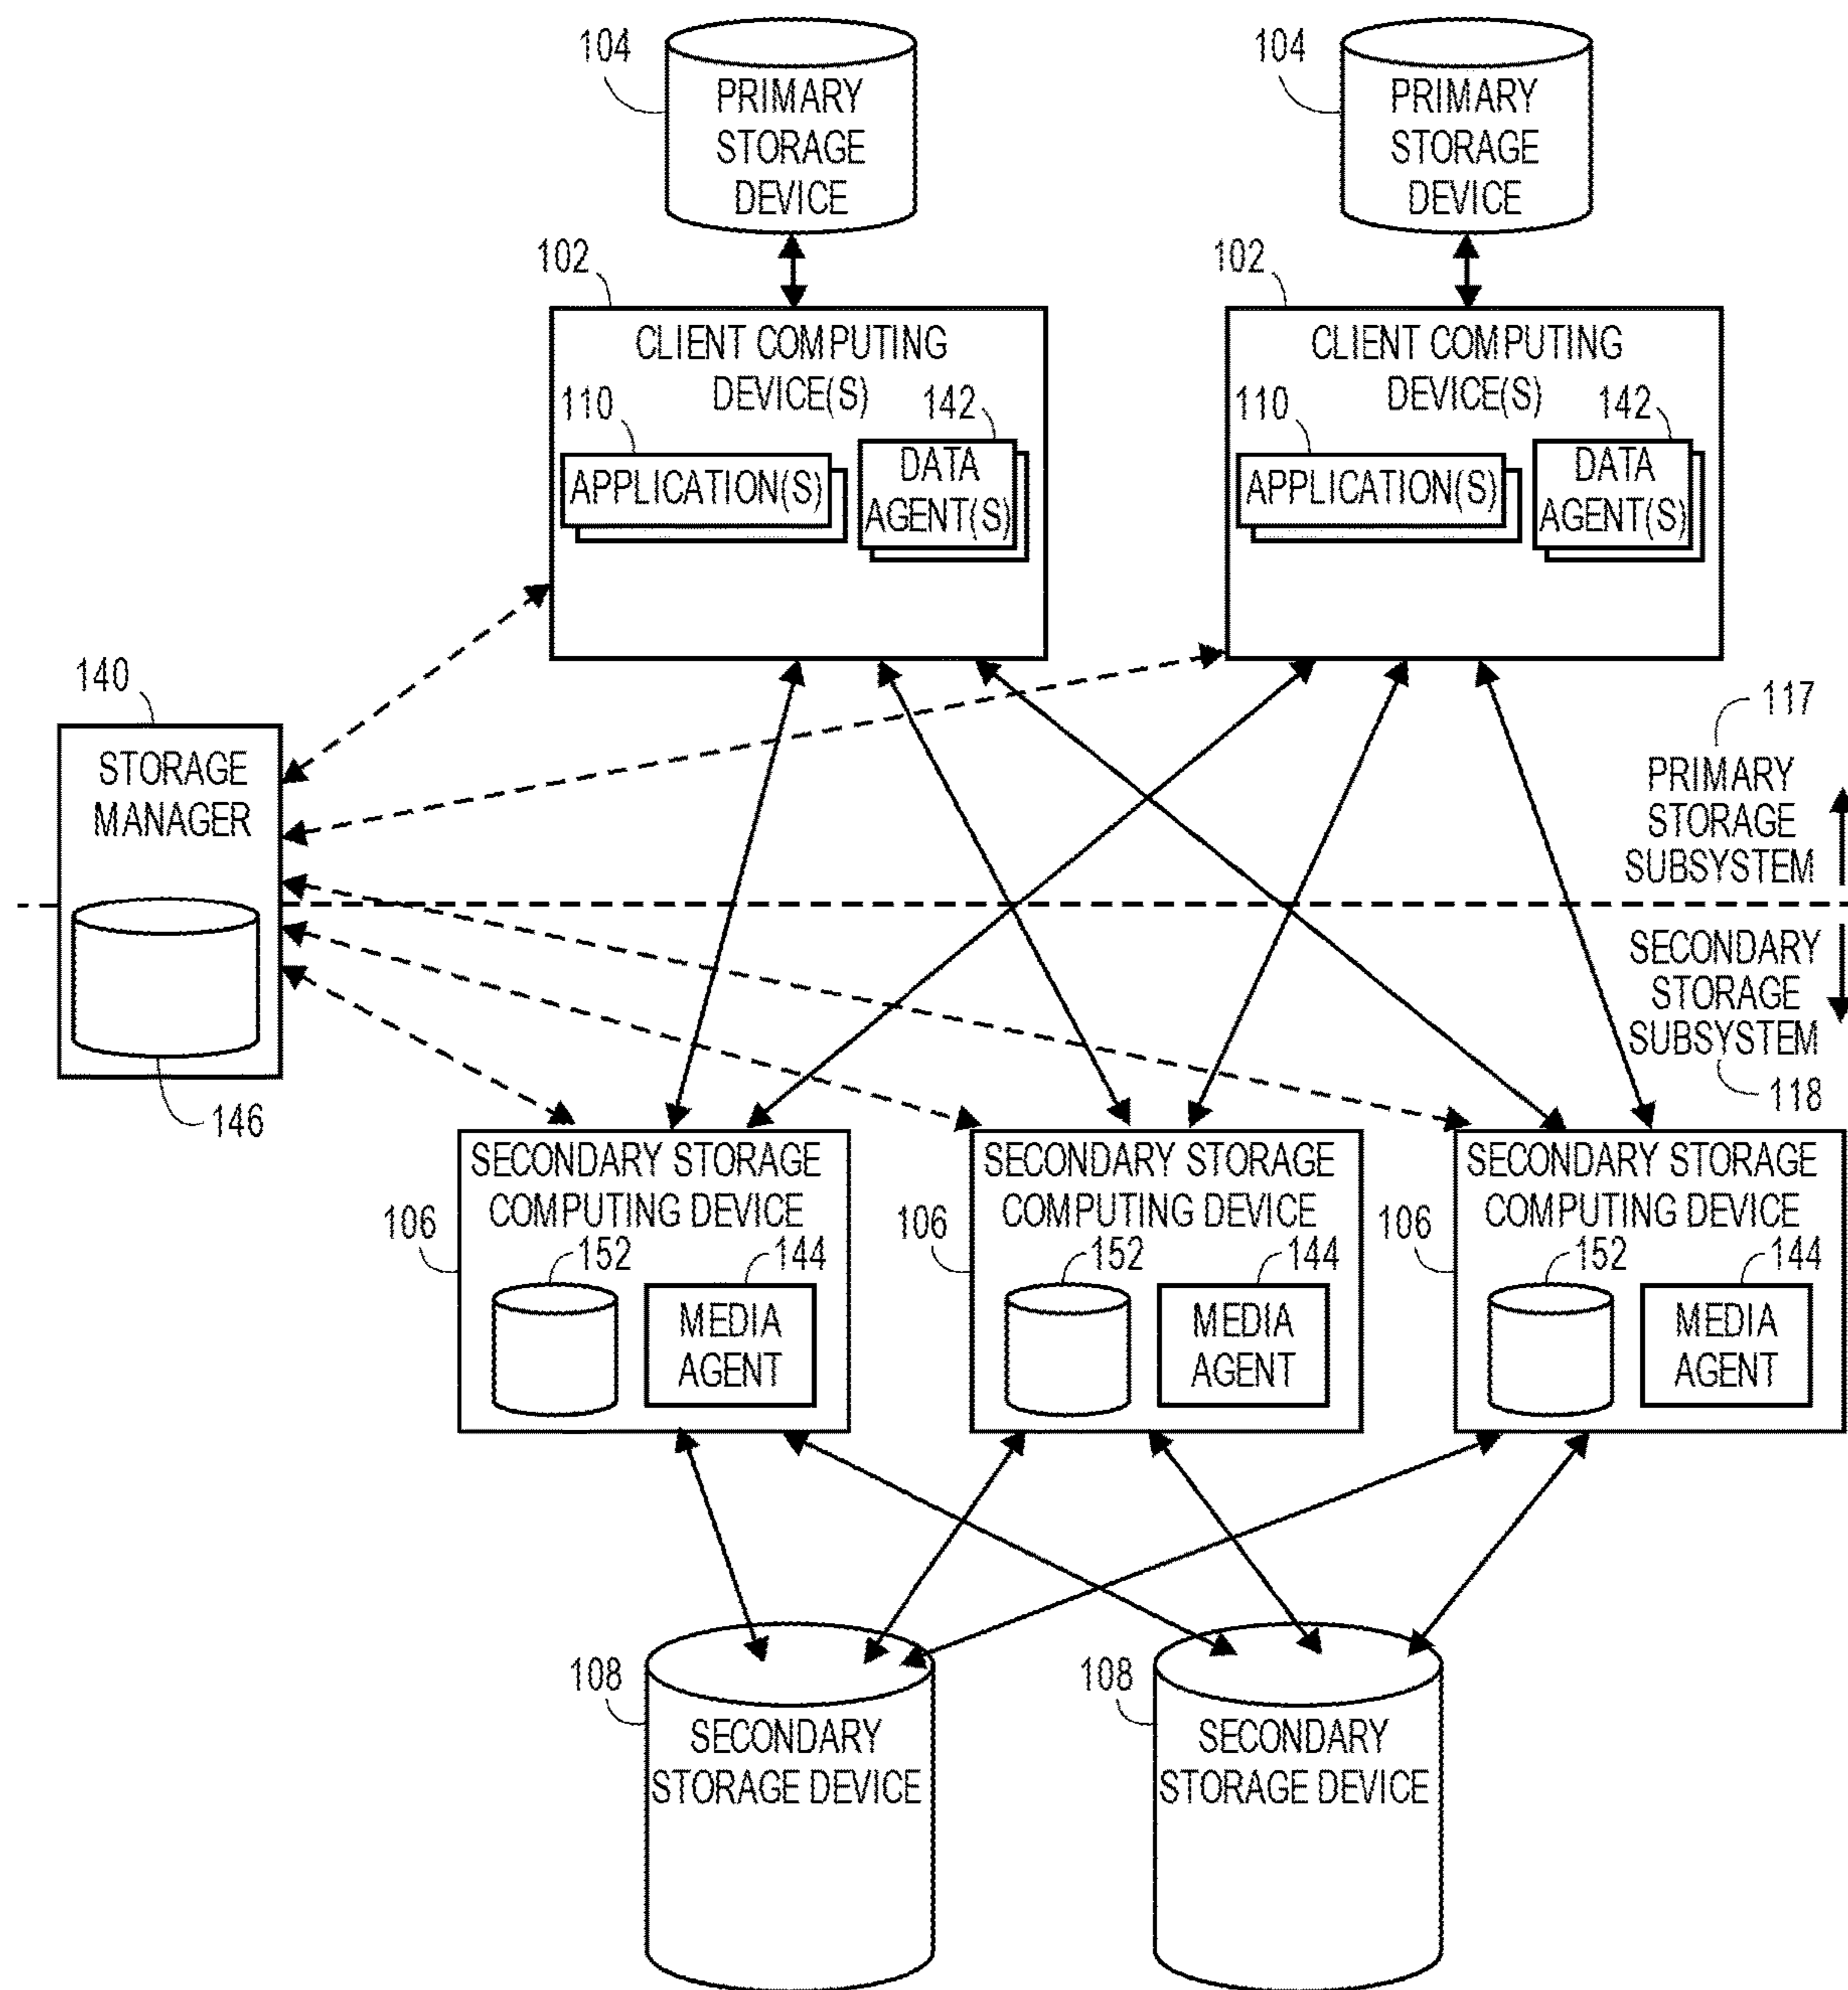 104
PRIMARY
STORAGE
DEVICE
104
PRIMARY
STORAGE
DEVICE
102
CLIENT COMPUTING
DEVICE(S)
110
142
APPLICATION(S)
DATA
AGENT(S)
102
CLIENT COMPUTING
DEVICE(S)
110
142
APPLICATION(S)
DATA
AGENT(S)
140
STORAGE
MANAGER
146
117
PRIMARY
STORAGE
SUBSYSTEM
SECONDARY
STORAGE
SUBSYSTEM
118
SECONDARY STORAGE
COMPUTING DEVICE
106
152
144
MEDIA
AGENT
SECONDARY STORAGE
COMPUTING DEVICE
106
152
144
MEDIA
AGENT
SECONDARY STORAGE
COMPUTING DEVICE
106
152
144
MEDIA
AGENT
108
SECONDARY
STORAGE DEVICE
108
SECONDARY
STORAGE DEVICE